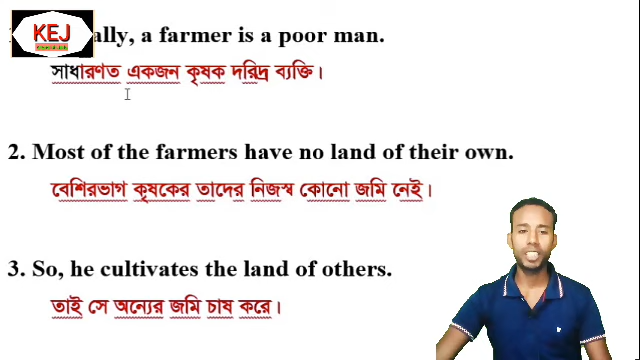 KEJ
a farmer is a poor man.
সাধারণত একজন কৃষক দরিদ্র ব্যক্তি।
2. Most of the farmers have no land of their own.
বেশিরভাগ কৃষকের তাদের নিজস্ব কোনো জমি নেই।
3. So, he cultivates the land of others.
তাই সে অন্যের জমি চাষ করে।